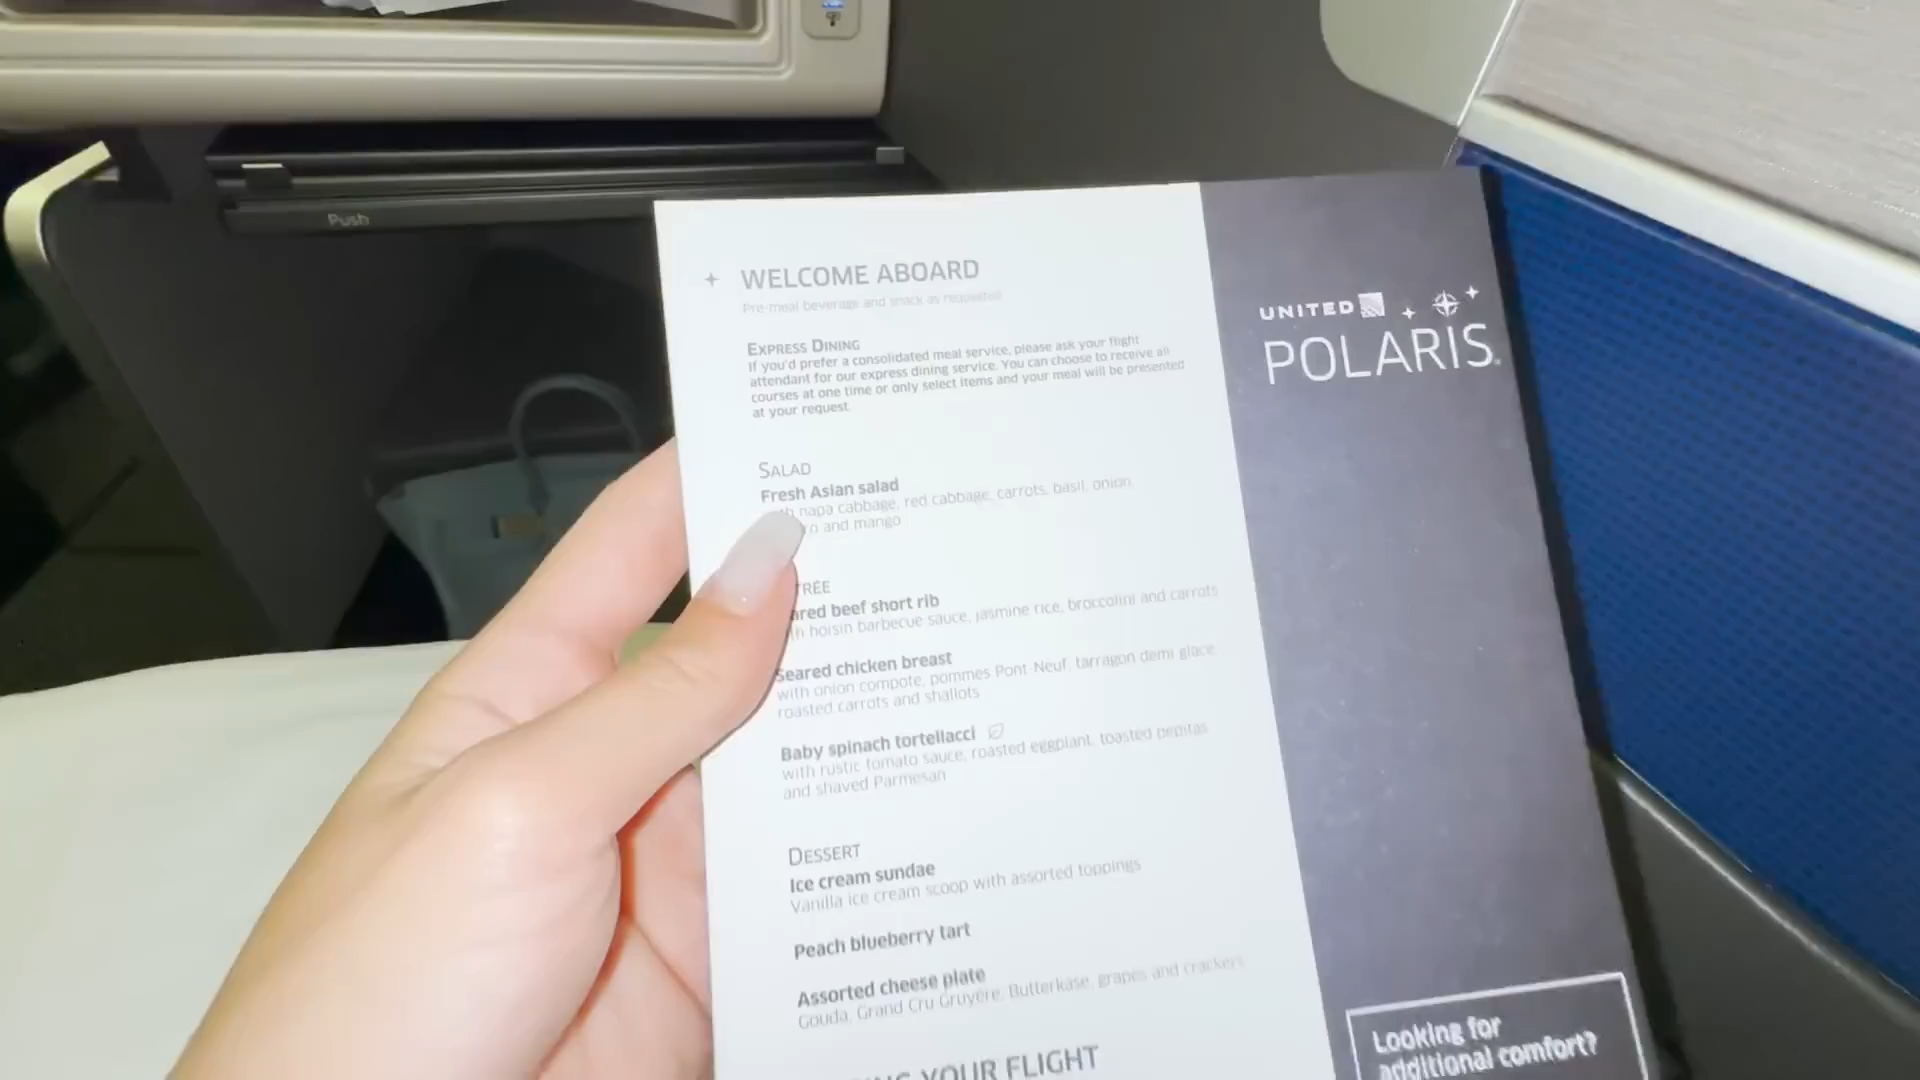 Push
WELCOME ABOARD
Pre-meal beverage and snack as requested
EXPRESS DINING
If you'd prefer a consolidated meal service, please ask your flight
attendant for our express dining service. You can choose to receive all
courses at one time or only select items and your meal will be presented
at your request.
SALAD
Fresh Asian salad
napa cabbage, red cabbage, carrots, basil, onion,
and mango
beef short rib
hoisin barbecue sauce, jasmine rice, broccolini and carrots
Seared chicken breast
with onion compote, pommes Pont-Neuf, tarragon demi glace,
roasted carrots and shallots
Baby spinach tortellacci
with rustic tomato sauce, roasted eggplant, toasted pepitas
and shaved Parmesan
DESSERT
Ice cream sundae
Vanilla ice cream scoop with assorted toppings
Peach blueberry tart
Assorted cheese plate
Gouda, Grand Cru Gruyère, Butterkase, grapes and crackers
YOUR FLIGHT
UNITED
POLARIS
Looking for
additional comfort?